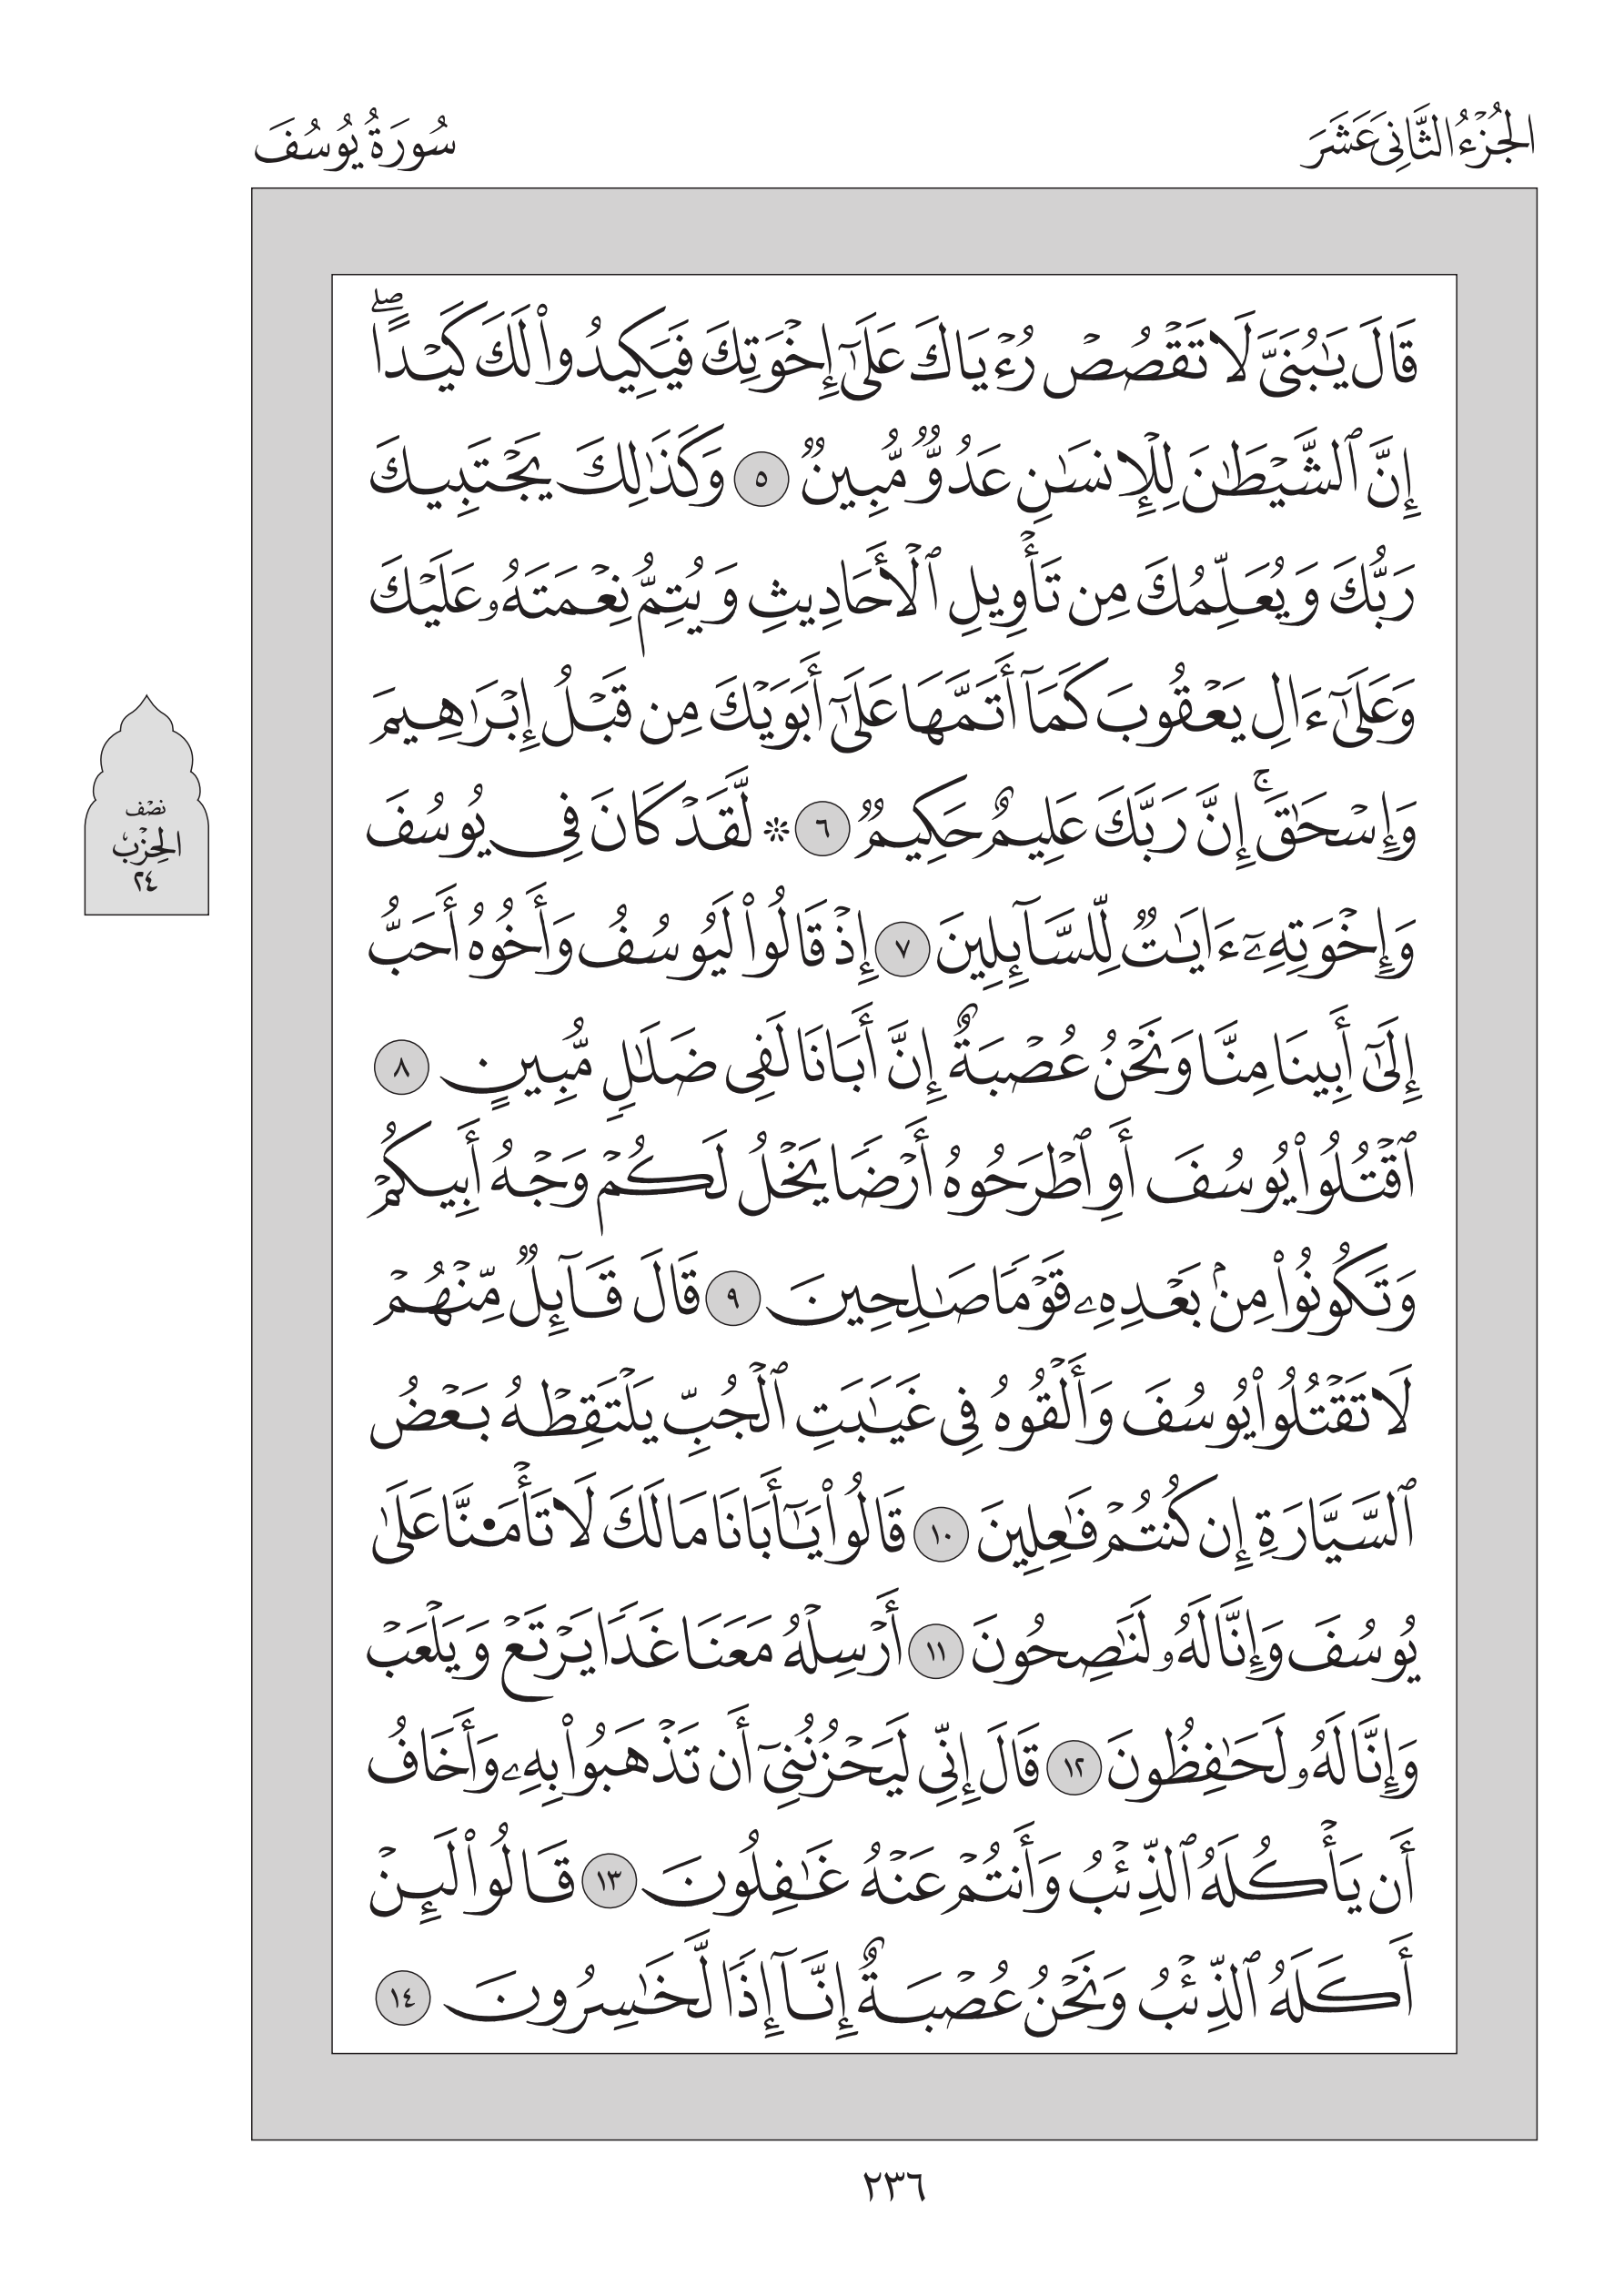 الجُزْءُ الثَّانِي عَشَرَ
سُورَةُ يُوسُفَ
قَالَ يَٰبُنَيَّ لَا تَقۡصُصۡ رُءۡيَاكَ عَلَىٰٓ إِخۡوَتِكَ فَيَكِيدُواْ لَكَ كَيۡدًاۖ
إِنَّ ٱلشَّيۡطَٰنَ لِلۡإِنسَٰنِ عَدُوّٞ مُّبِينٞ ٥ وَكَذَٰلِكَ يَجۡتَبِيكَ
رَبُّكَ وَيُعَلِّمُكَ مِن تَأۡوِيلِ ٱلۡأَحَادِيثِ وَيُتِمُّ نِعۡمَتَهُۥ عَلَيۡكَ
وَعَلَىٰٓ ءَالِ يَعۡقُوبَ كَمَآ أَتَمَّهَا عَلَىٰٓ أَبَوَيۡكَ مِن قَبۡلُ إِبۡرَٰهِيمَ
وَإِسۡحَٰقَۚ إِنَّ رَبَّكَ عَلِيمٌ حَكِيمٞ ٦ * لَّقَدۡ كَانَ فِي يُوسُفَ
نصۡف
الحِزۡبُ
٢٤
وَإِخۡوَتِهِۦٓ ءَايَٰتٞ لِّلسَّآئِلِينَ ٧ إِذۡ قَالُواْ لَيُوسُفُ وَأَخُوهُ أَحَبُّ
إِلَىٰٓ أَبِينَا مِنَّا وَنَحۡنُ عُصۡبَةٌ إِنَّ أَبَانَا لَفِي ضَلَٰلٖ مُّبِينٍ ٨
ٱقۡتُلُواْ يُوسُفَ أَوِ ٱطۡرَحُوهُ أَرۡضٗا يَخۡلُ لَكُمۡ وَجۡهُ أَبِيكُمۡ
وَتَكُونُواْ مِنۢ بَعۡدِهِۦ قَوۡمٗا صَٰلِحِينَ ٩ قَالَ قَآئِلٞ مِّنۡهُمۡ
لَا تَقۡتُلُواْ يُوسُفَ وَأَلۡقُوهُ فِي غَيَٰبَتِ ٱلۡجُبِّ يَلۡتَقِطۡهُ بَعۡضُ
ٱلسَّيَّارَةِ إِن كُنتُمۡ فَٰعِلِينَ ١٠ قَالُواْ يَٰٓأَبَانَا مَالَكَ لَا تَأۡمَ۬نَّا عَلَىٰ
يُوسُفَ وَإِنَّا لَهُۥ لَنَٰصِحُونَ ١١ أَرۡسِلۡهُ مَعَنَا غَدٗا يَرۡتَعۡ وَيَلۡعَبۡ
وَإِنَّا لَهُۥ لَحَٰفِظُونَ ١٢ قَالَ إِنِّي لَيَحۡزُنُنِيٓ أَن تَذۡهَبُواْ بِهِۦ وَأَخَافُ
أَن يَأۡكُلَهُ ٱلذِّئۡبُ وَأَنتُمۡ عَنۡهُ غَٰفِلُونَ ١٣ قَالُواْ لَئِنۡ
أَكَلَهُ ٱلذِّئۡبُ وَنَحۡنُ عُصۡبَةٌ إِنَّآ إِذٗا لَّخَٰسِرُونَ ١٤
٢٣٦